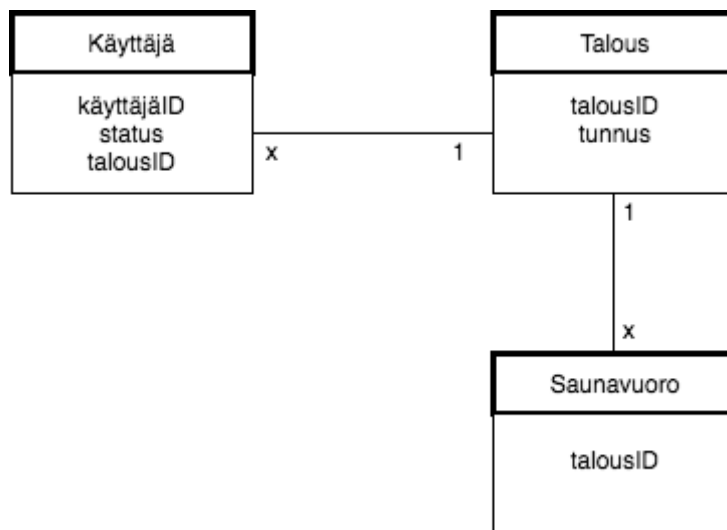 Käyttäjä
käyttäjäID
status
talousID
x
1
Talous
talousID
tunnus
1
x
Saunavuoro
talousID